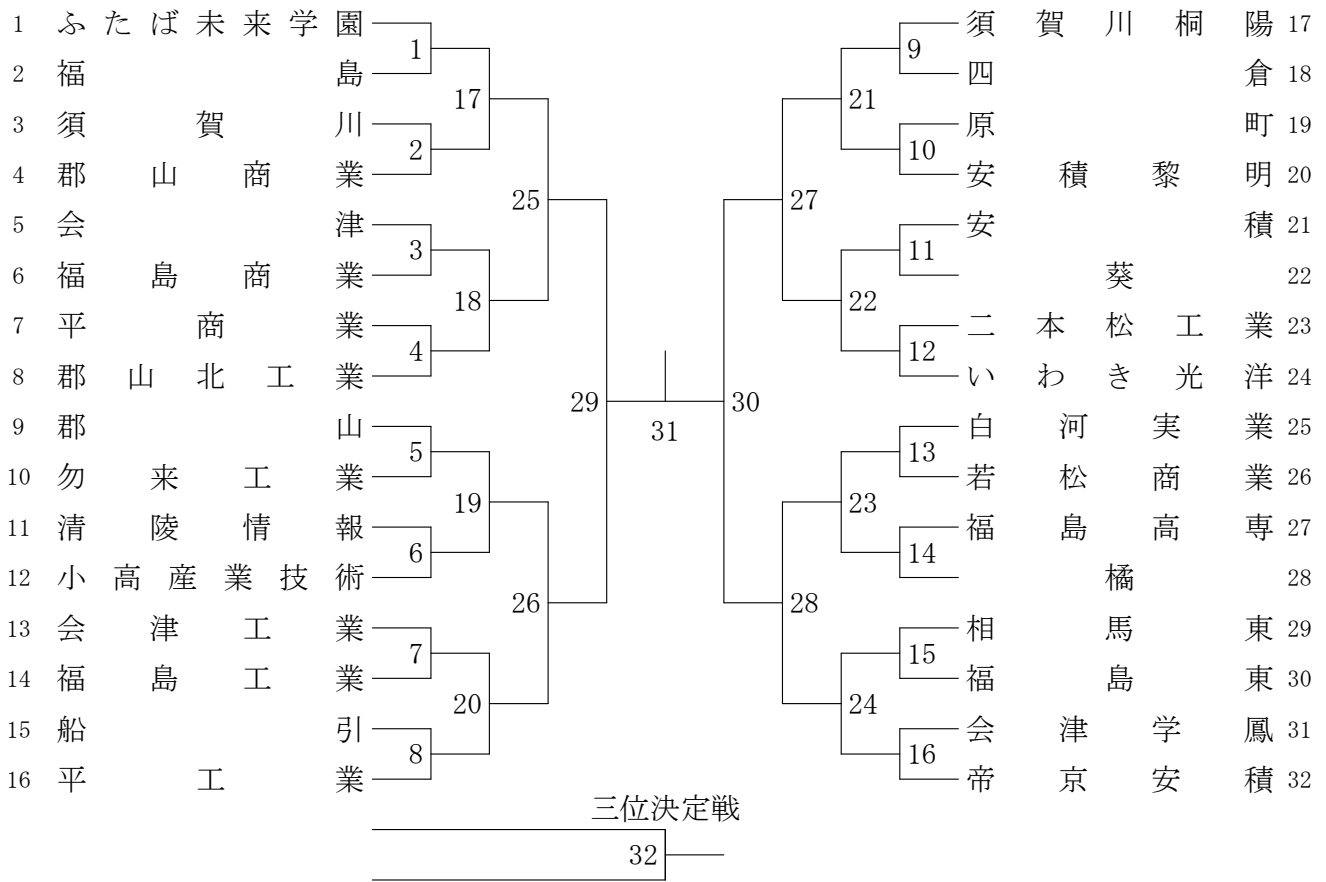 1 ふたば未来学園 須賀川桐陽 17
1 9
2 福島 四倉 18
17 21
3 須賀川 原町 19
2 10
4 郡山商業 安積黎明 20
25 27
5 会津 安積 21
3 11
6 福島商業 葵 22
18 22
7 平商業 二本松工業 23
4 12
8 郡山北工業 いわき光洋 24
29 30
31
9 郡山 白河実業 25
5 13
10 勿来工業 若松商業 26
19 23
11 清陵情報 福島高専 27
6 14
12 小高産業技術 橘 28
26 28
13 会津工業 相馬東 29
7 15
14 福島工業 福島東 30
20 24
15 船引 会津学鳳 31
8 16
16 平工業 帝京安積 32
三位決定戦
32